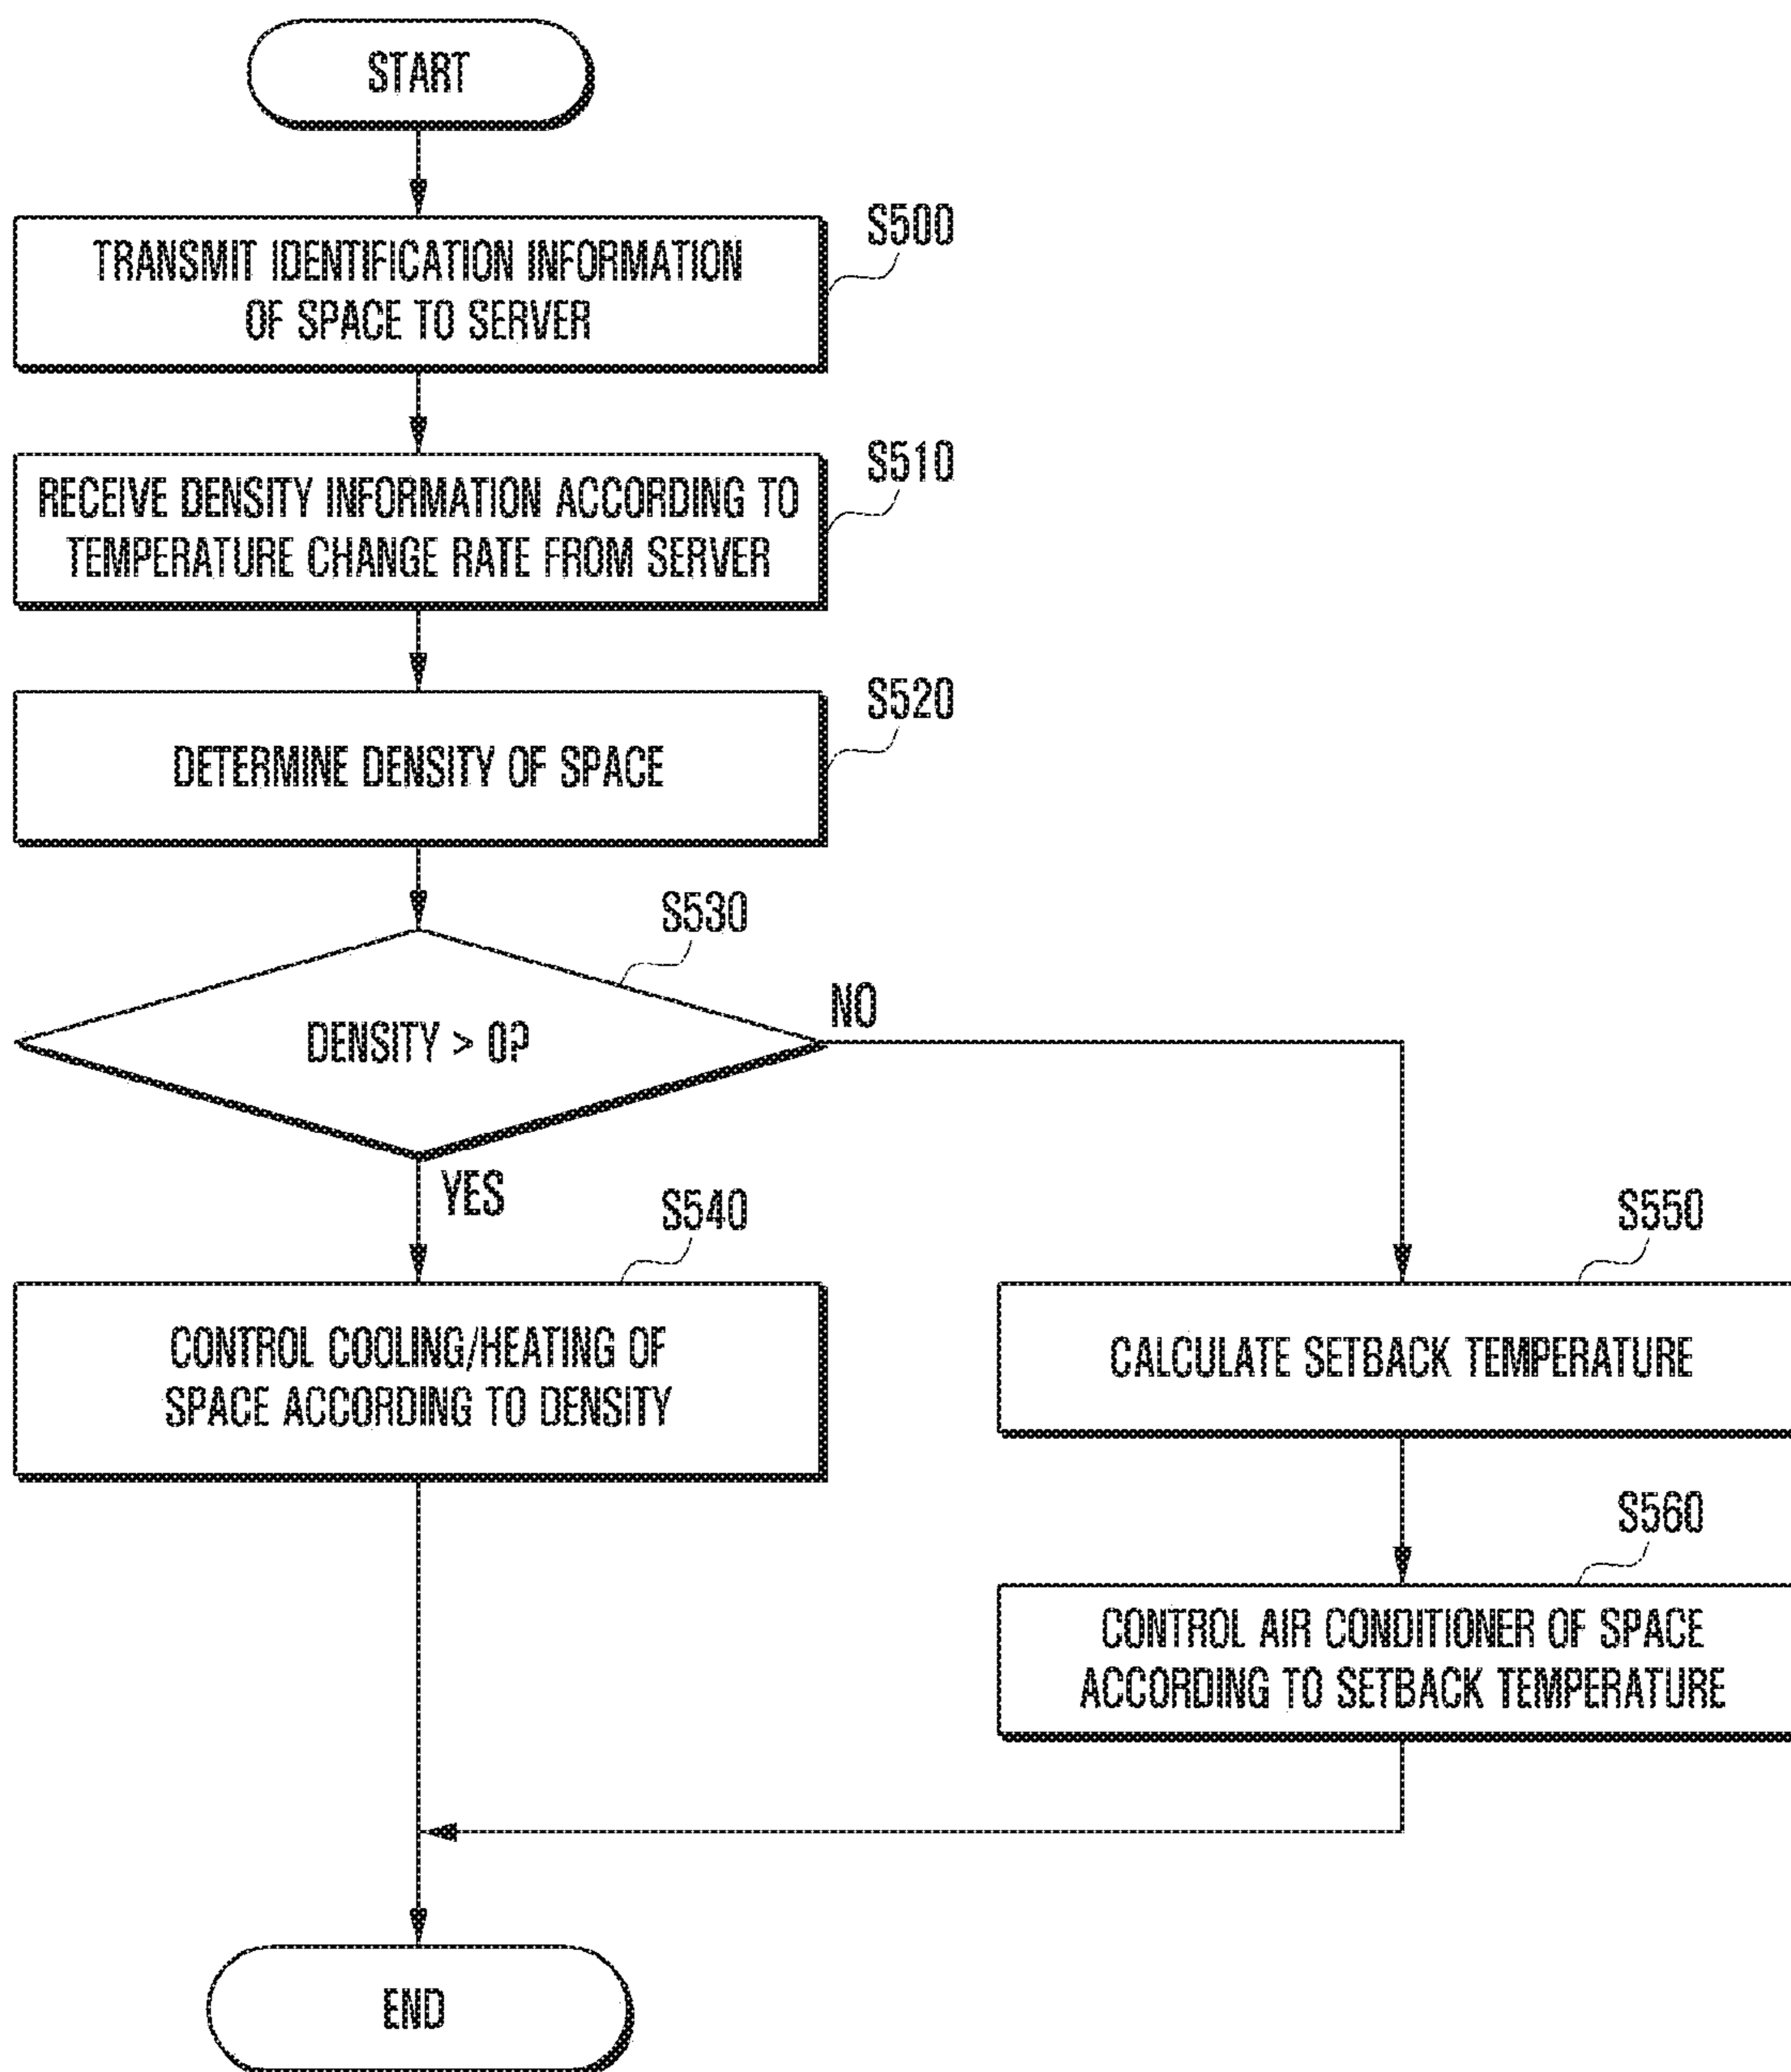 START
S500
TRANSMIT IDENTIFICATION INFORMATION
OF SPACE TO SERVER
S510
RECEIVE DENSITY INFORMATION ACCORDING TO
TEMPERATURE CHANGE RATE FROM SERVER
S520
DETERMINE DENSITY OF SPACE
S530
DENSITY > 0?
NO
YES
S540
CONTROL COOLING/HEATING OF
SPACE ACCORDING TO DENSITY
S550
CALCULATE SETBACK TEMPERATURE
S560
CONTROL AIR CONDITIONER OF SPACE
ACCORDING TO SETBACK TEMPERATURE
END